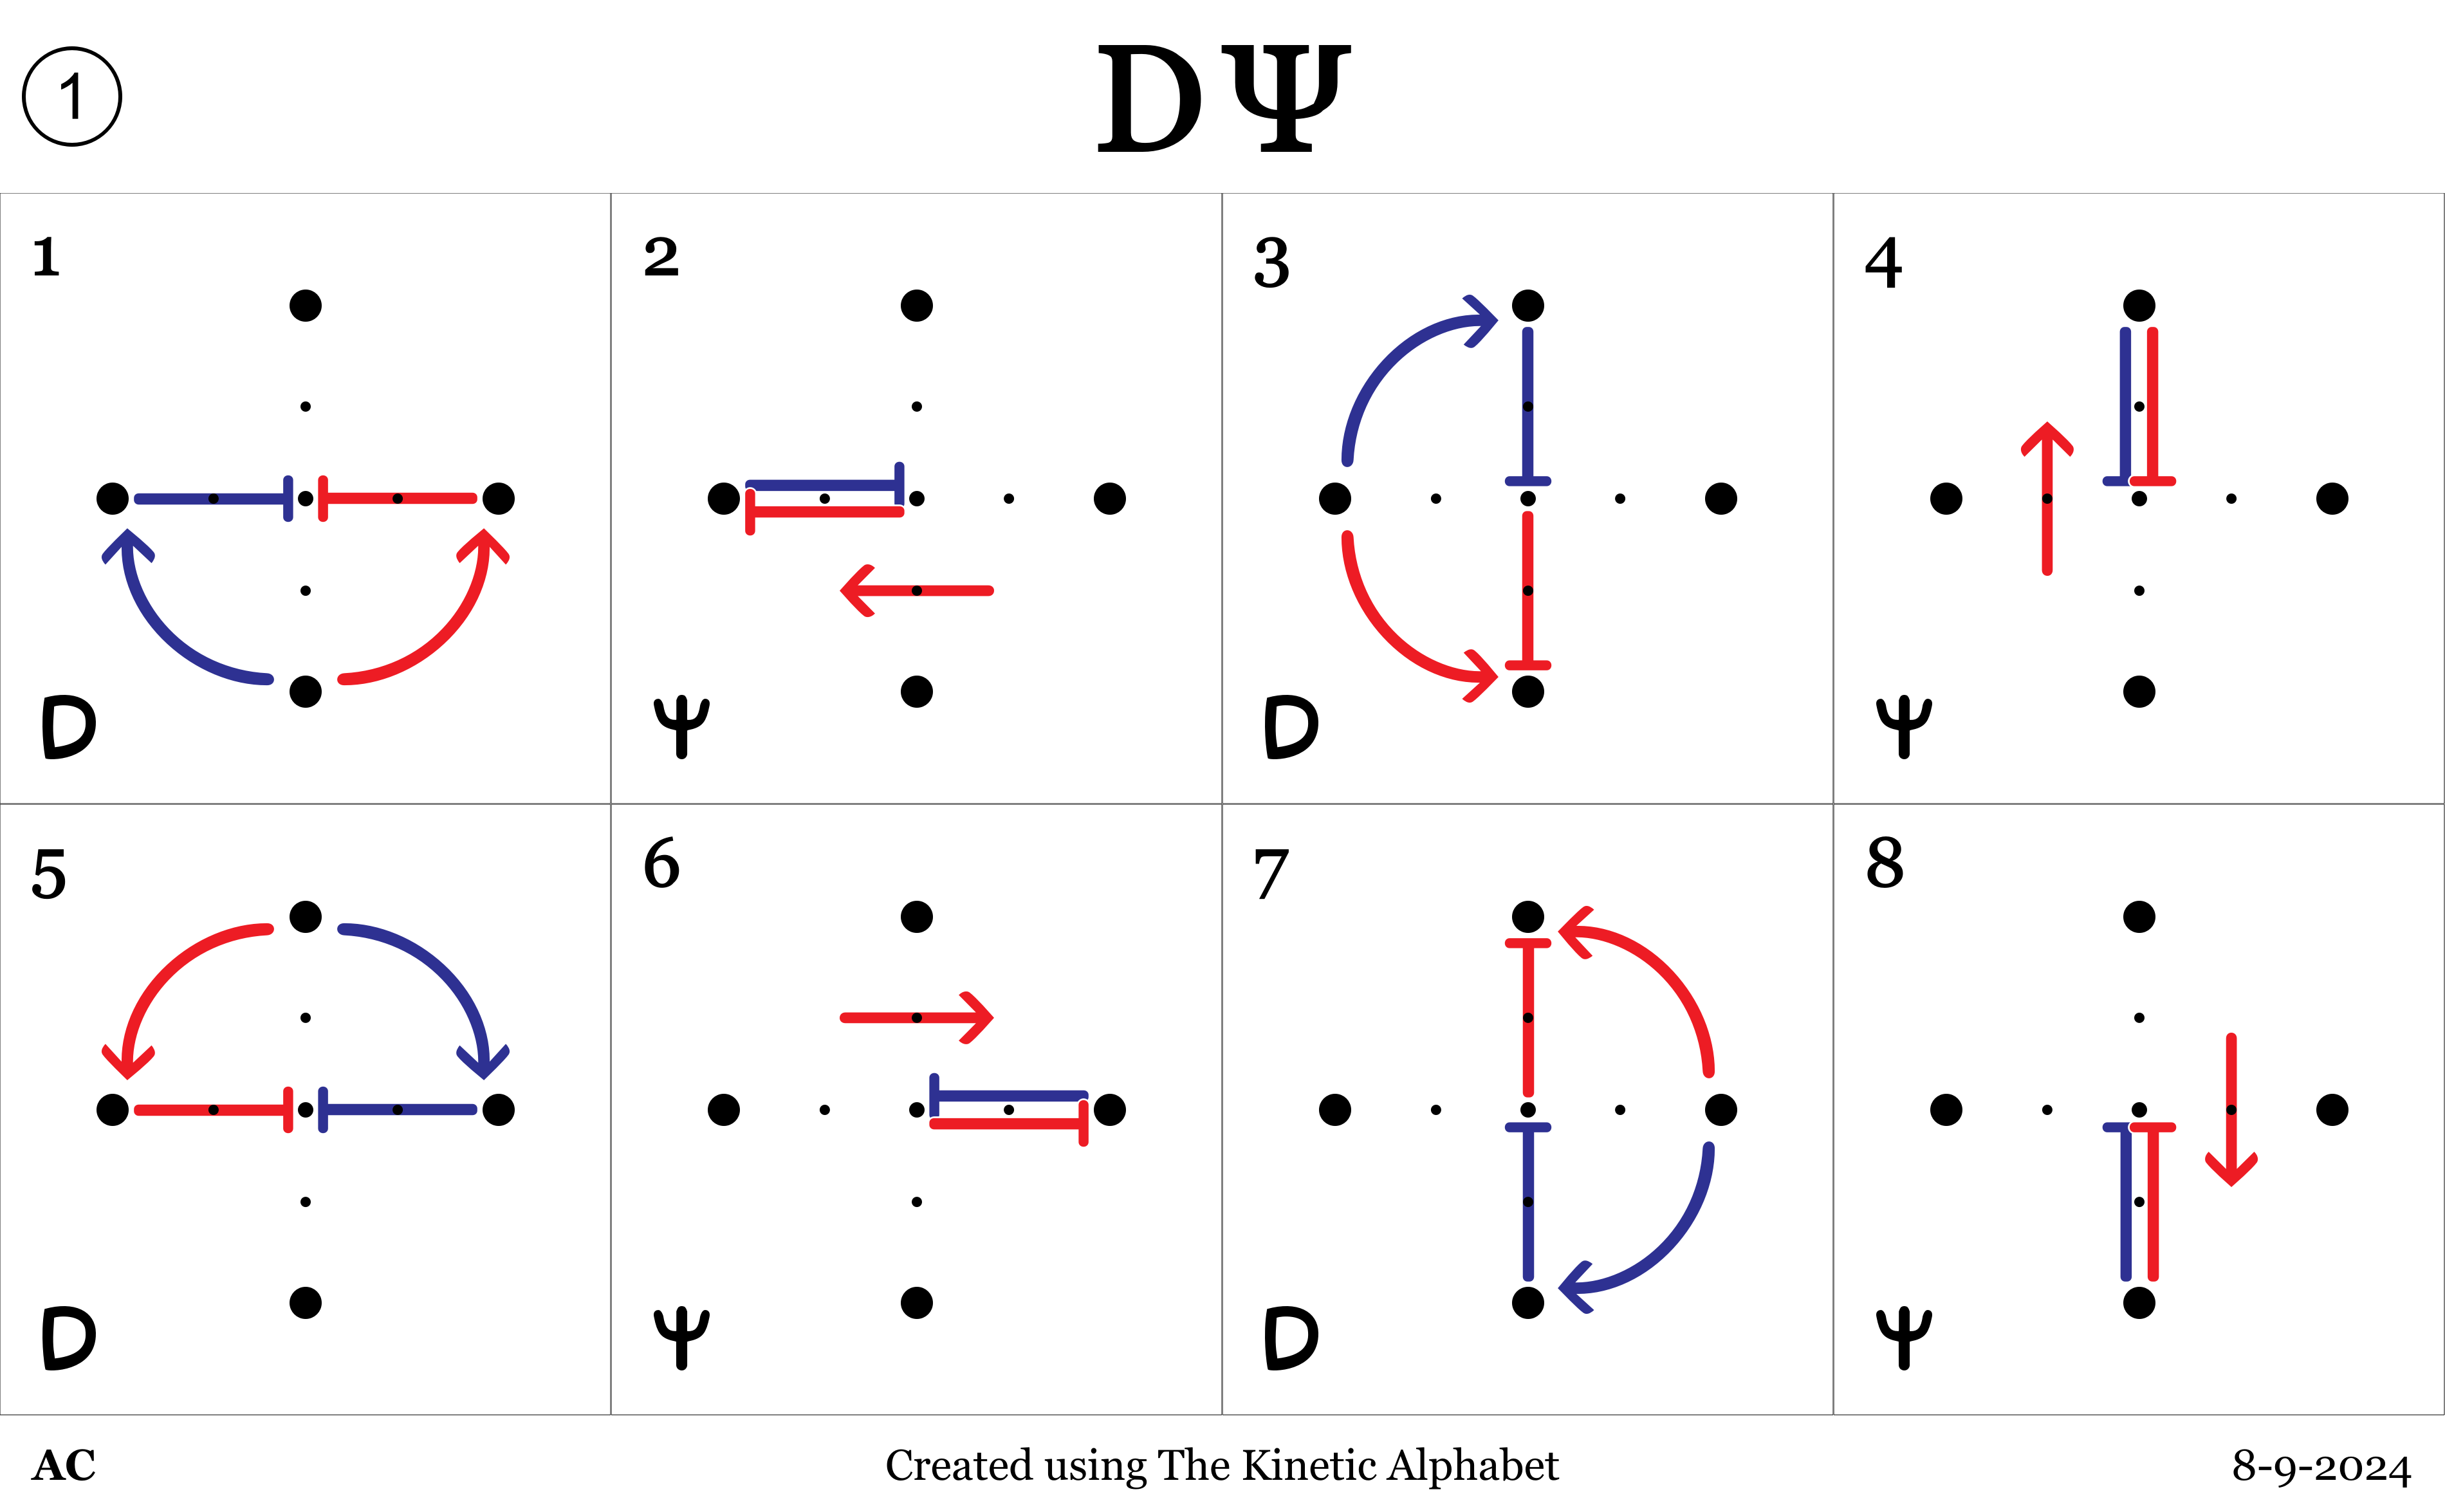 1
DΨ
1
2
3
4
D
Ψ
D
Ψ
5
6
7
8
D
Ψ
D
Ψ
AC
Created using The Kinetic Alphabet
8-9-2024